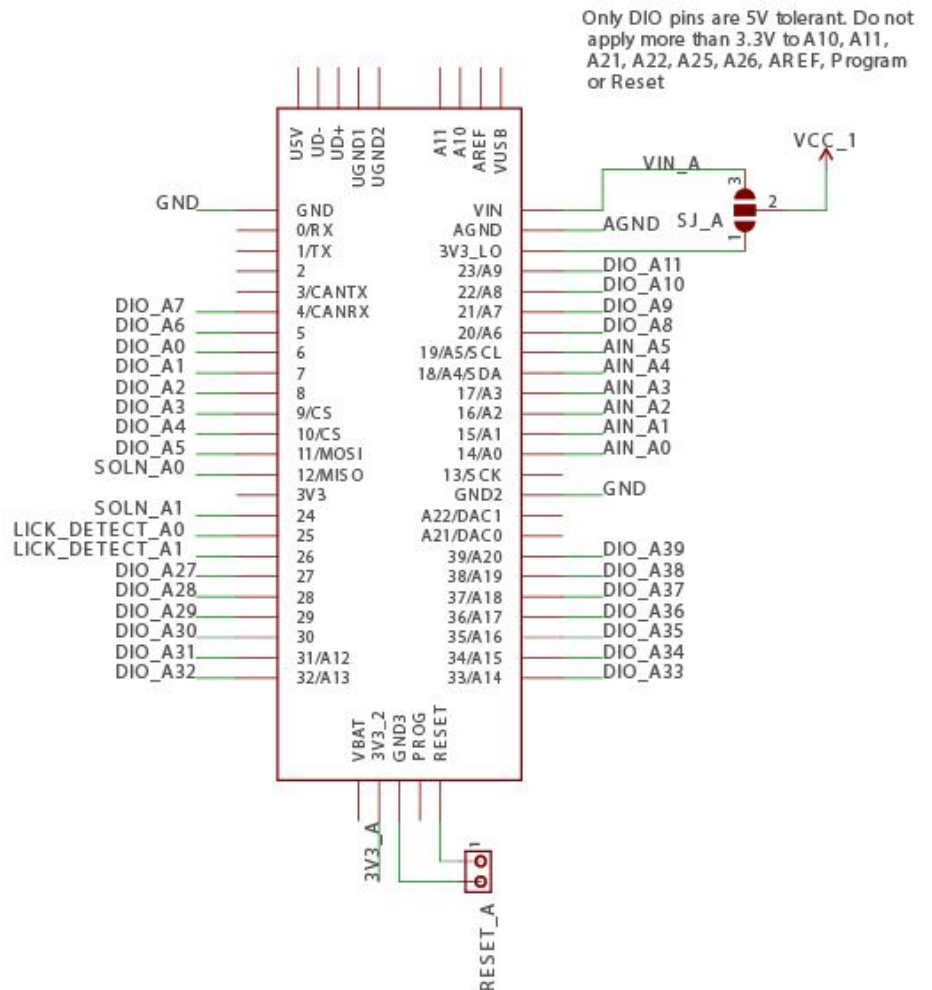 Only DIO pins are 5V tolerant. Do not
apply more than 3.3V to A10, A11,
A21, A22, A25, A26, AREF, Program
or Reset
U5V
UD-
UD+
UGND1
UGND2
A11
A10
AREF
VUSB
VCC_1
VIN_A
3
2
SJ_A
1
GND
GND
VIN
0/RX
AGND
AGND
1/TX
3V3_LO
2
23/A9
DIO_A11
3/CANTX
22/A8
DIO_A10
DIO_A7
4/CANRX
21/A7
DIO_A9
DIO_A6
5
20/A6
DIO_A8
DIO_A0
6
19/A5/SCL
AIN_A5
DIO_A1
7
18/A4/SDA
AIN_A4
DIO_A2
8
17/A3
AIN_A3
DIO_A3
9/CS
16/A2
AIN_A2
DIO_A4
10/CS
15/A1
AIN_A1
DIO_A5
11/MOSI
14/A0
AIN_A0
SOLN_A0
12/MISO
13/SCK
3V3
GND2
GND
SOLN_A1
24
A22/DAC1
LICK_DETECT_A0
25
A21/DAC0
LICK_DETECT_A1
26
39/A20
DIO_A39
DIO_A27
27
38/A19
DIO_A38
DIO_A28
28
37/A18
DIO_A37
DIO_A29
29
36/A17
DIO_A36
DIO_A30
30
35/A16
DIO_A35
DIO_A31
31/A12
34/A15
DIO_A34
DIO_A32
32/A13
33/A14
DIO_A33
VBAT
3V3_2
GND3
PROG
RESET
3V3_A
1
RESET_A